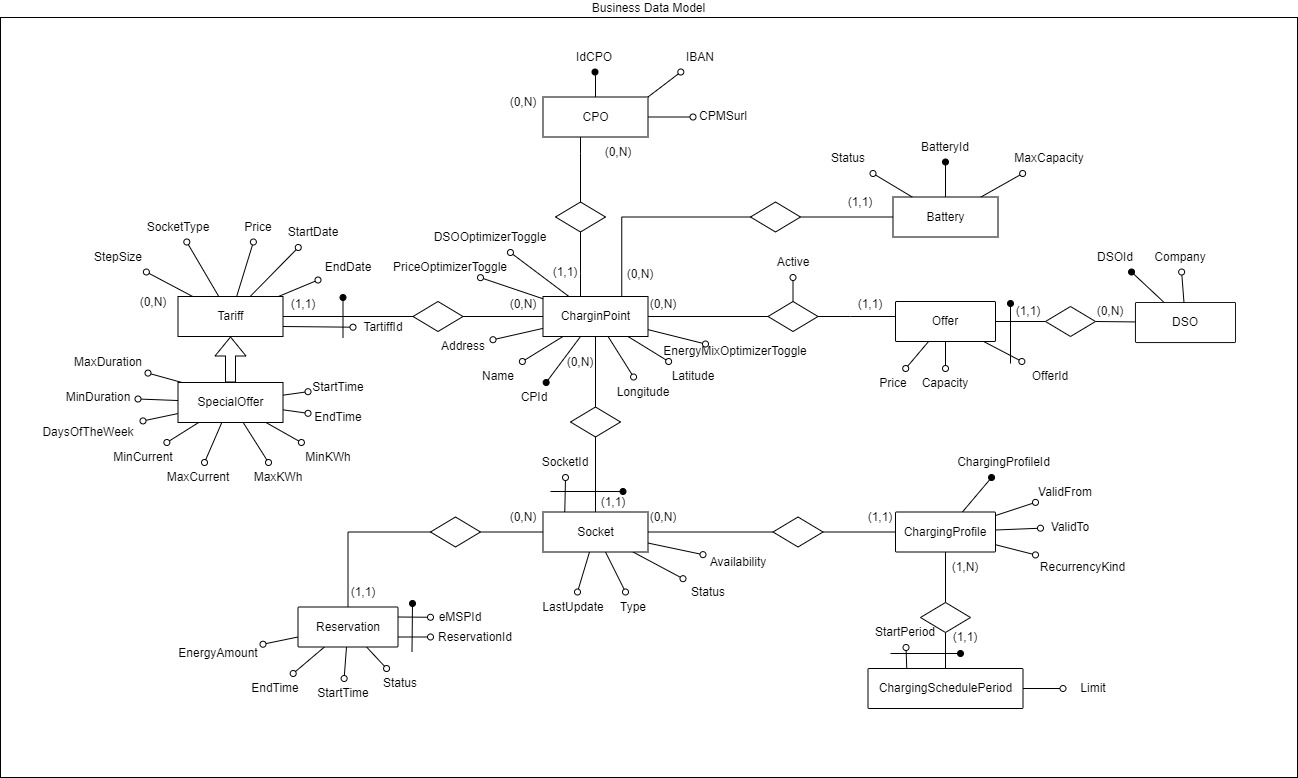 Business Data Model
IdCPO
IBAN
(0,N)
CPO
CPMSurl
(0,N)
BatteryId
Status
MaxCapacity
(1,1)
Battery
SocketType
Price
StartDate
DSOOptimizerToggle
StepSize
EndDate
PriceOptimizerToggle
(1,1)
(0,N)
Active
DSOId
Company
(0,N)
Tariff
(1,1)
TartiffId
(0,N)
CharginPoint
(0,N)
(1,1)
Offer
(1,1)
(0,N)
DSO
Address
EnergyMixOptimizerToggle
MaxDuration
Name
(0,N)
CPId
Latitude
Longitude
Price
Capacity
OfferId
MinDuration
SpecialOffer
StartTime
EndTime
DaysOfTheWeek
MinCurrent
MaxCurrent
MaxKWh
MinKWh
SocketId
ChargingProfileId
(1,1)
ValidFrom
(0,N)
Socket
(0,N)
(1,1)
ChargingProfile
ValidTo
Availability
RecurrencyKind
Status
(1,N)
(1,1)
LastUpdate
Type
Reservation
eMSPId
ReservationId
StartPeriod
(1,1)
EnergyAmount
EndTime
StartTime
Status
ChargingSchedulePeriod
Limit